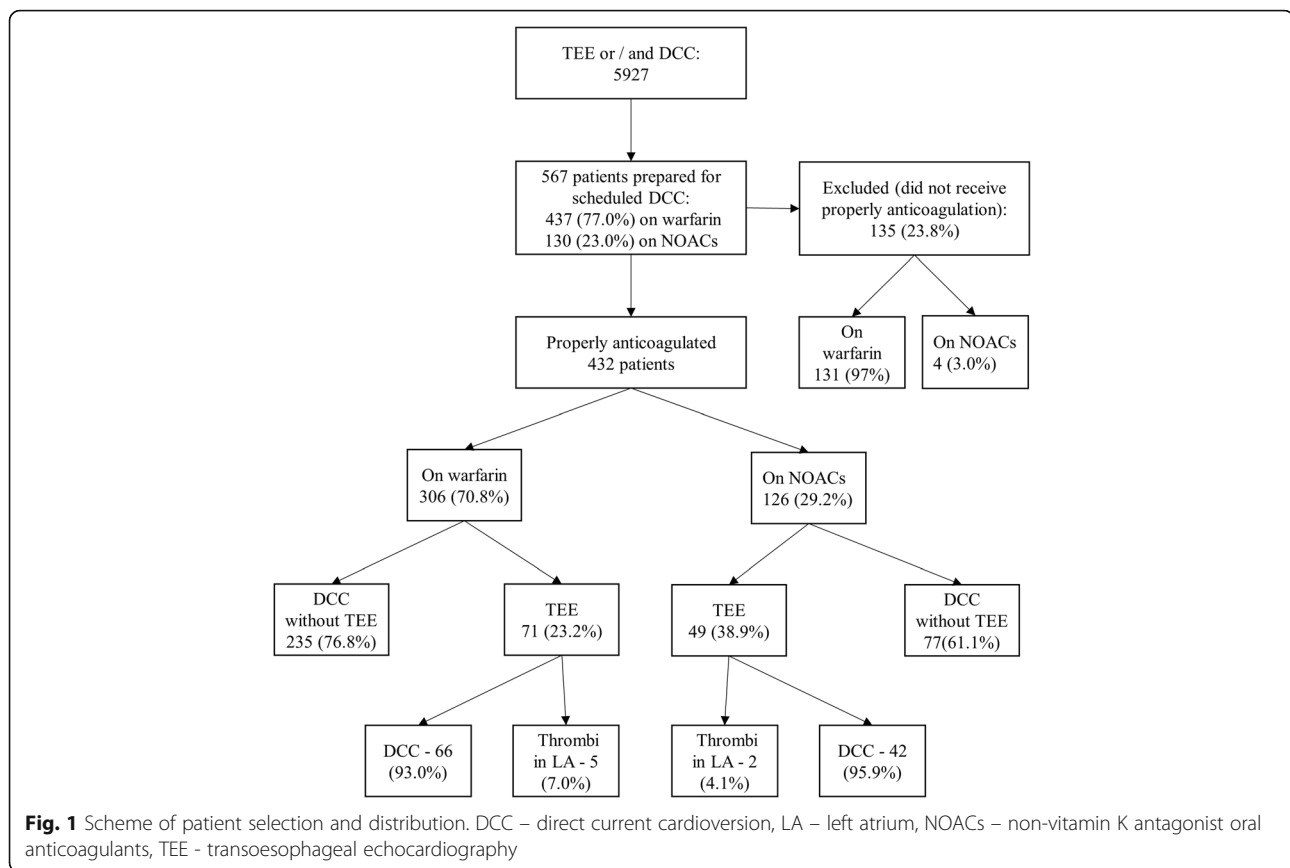 TEE or / and DCC:
5927
567 patients prepared for
scheduled DCC:
437 (77.0%) on warfarin
130 (23.0%) on NOACs
Excluded (did not receive
properly anticoagulation):
135 (23.8%)
On
warfarin
131 (97%)
On NOACs
4 (3.0%)
Properly anticoagulated
432 patients
On warfarin
306 (70.8%)
On NOACs
126 (29.2%)
DCC
without TEE
235 (76.8%)
TEE
71 (23.2%)
TEE
49 (38.9%)
DCC
without TEE
77(61.1%)
DCC - 66
(93.0%)
Thrombi
in LA - 5
(7.0%)
Thrombi
in LA - 2
(4.1%)
DCC - 42
(95.9%)
Fig. 1 Scheme of patient selection and distribution. DCC – direct current cardioversion, LA – left atrium, NOACs – non-vitamin K antagonist oral
anticoagulants, TEE - transoesophageal echocardiography